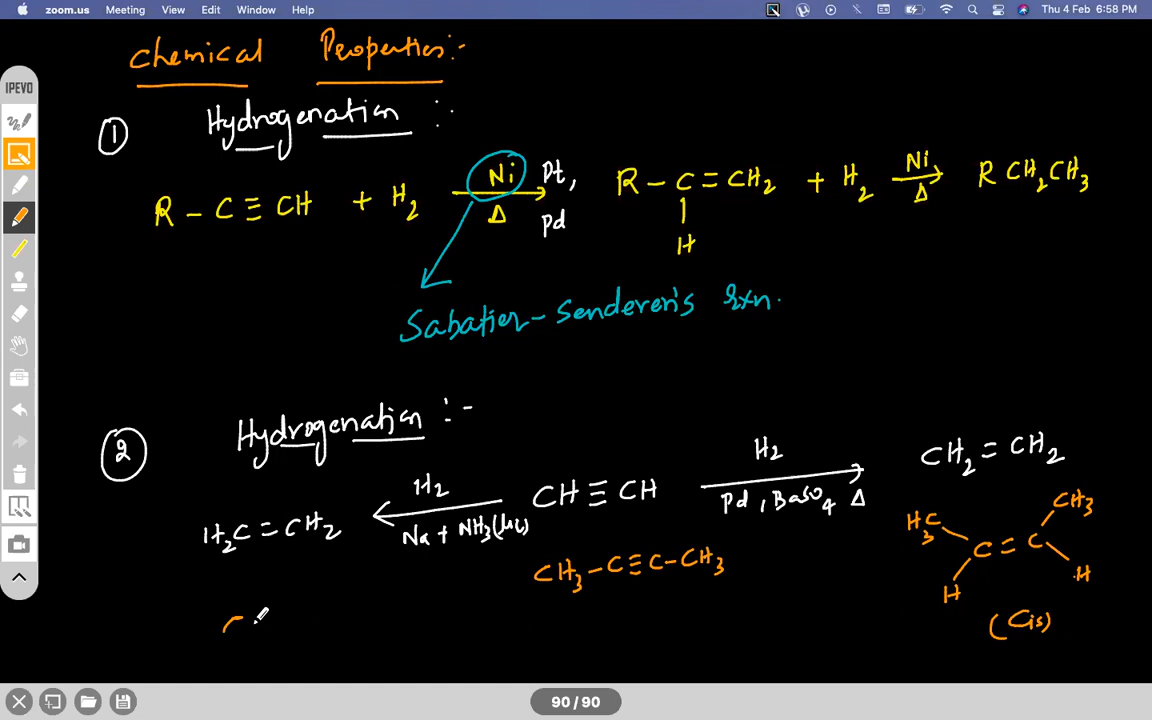 zoom.us Meeting View Edit Window Help Thu 4 Feb 6:58 PM
IPEVO
Chemical Properties:-
① Hydrogenation :-
R - C ≡ CH + H₂ Ni Δ Pt, Pd R - C = CH₂ + H₂ Ni Δ R CH₂CH₃
H
Sabatier - Senderen's rxn.
② Hydrogenation :-
H₂C = CH₂ H₂ Na + NH₃(liq) CH ≡ CH H₂ Pd, BaSO₄ Δ CH₂ = CH₂
CH₃ - C ≡ C - CH₃
H₃C CH₃
C = C
H H
(Cis)
90 / 90